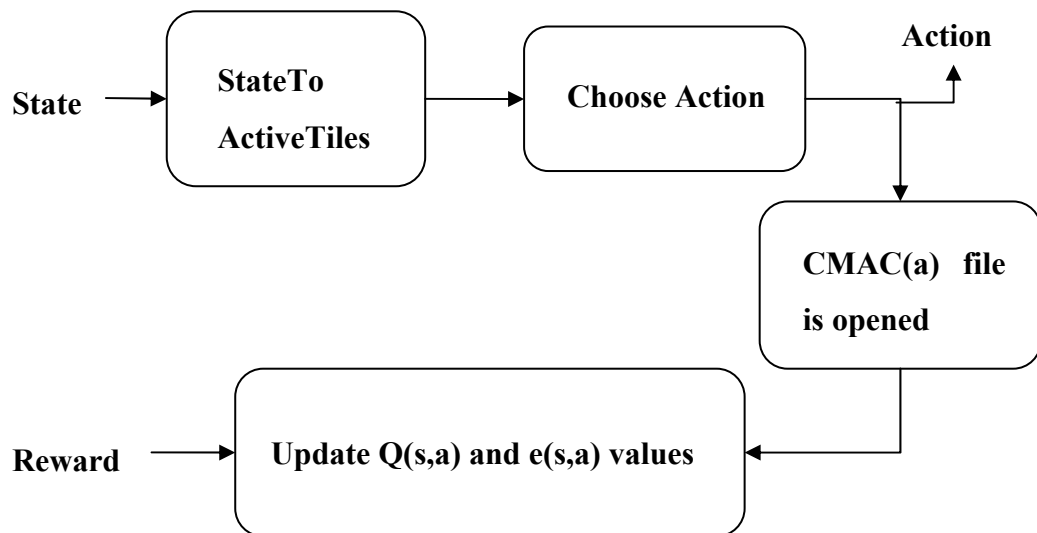 Action
State
StateTo
ActiveTiles
Choose Action
CMAC(a) file
is opened
Reward
Update Q(s,a) and e(s,a) values